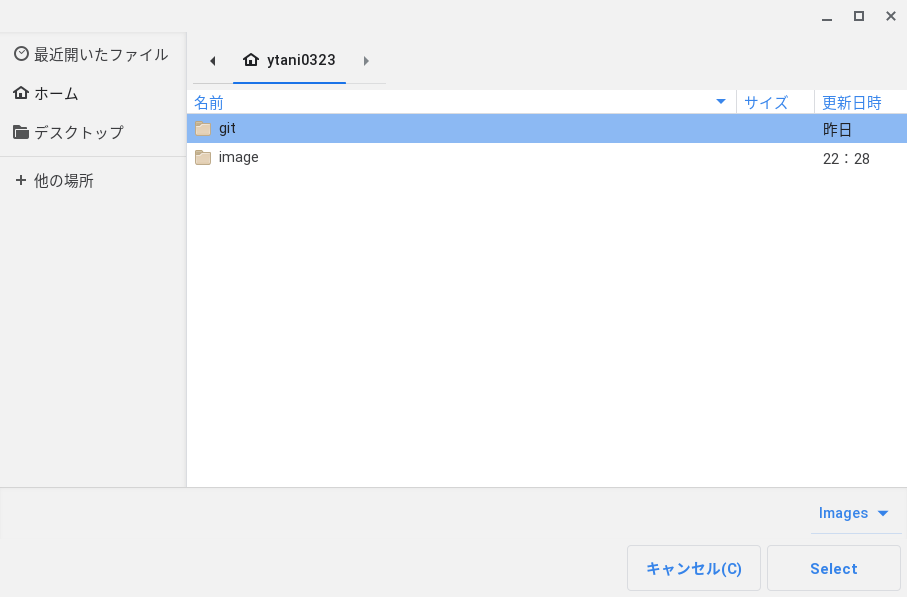 最近開いたファイル
ホーム
デスクトップ
他の場所
ytani0323
名前 サイズ 更新日時
git 昨日
image 22：28
Images
キャンセル(C) Select